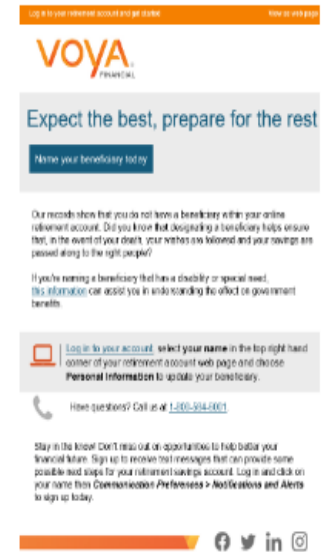 Log in to your retirement account and get started
View as web page
VOYA
FINANCIAL
Expect the best, prepare for the rest
Name your beneficiary today
Our records show that you do not have a beneficiary within your online
retirement account. Did you know that designating a beneficiary helps ensure
that, in the event of your death, your wishes are followed and your savings are
passed along to the right people?
If you're naming a beneficiary that has a disability or special need,
this information can assist you in understanding the effect on government
benefits.
Log in to your account, select your name in the top right hand
corner of your retirement account web page and choose
Personal Information to update your beneficiary.
Have questions? Call us at
Stay in the know! Don't miss out on opportunities to help better your
financial future. Sign up to receive text messages that can provide some
possible next steps for your retirement savings account. Log in and click on
your name then Communication Preferences > Notifications and Alerts
to sign up today.